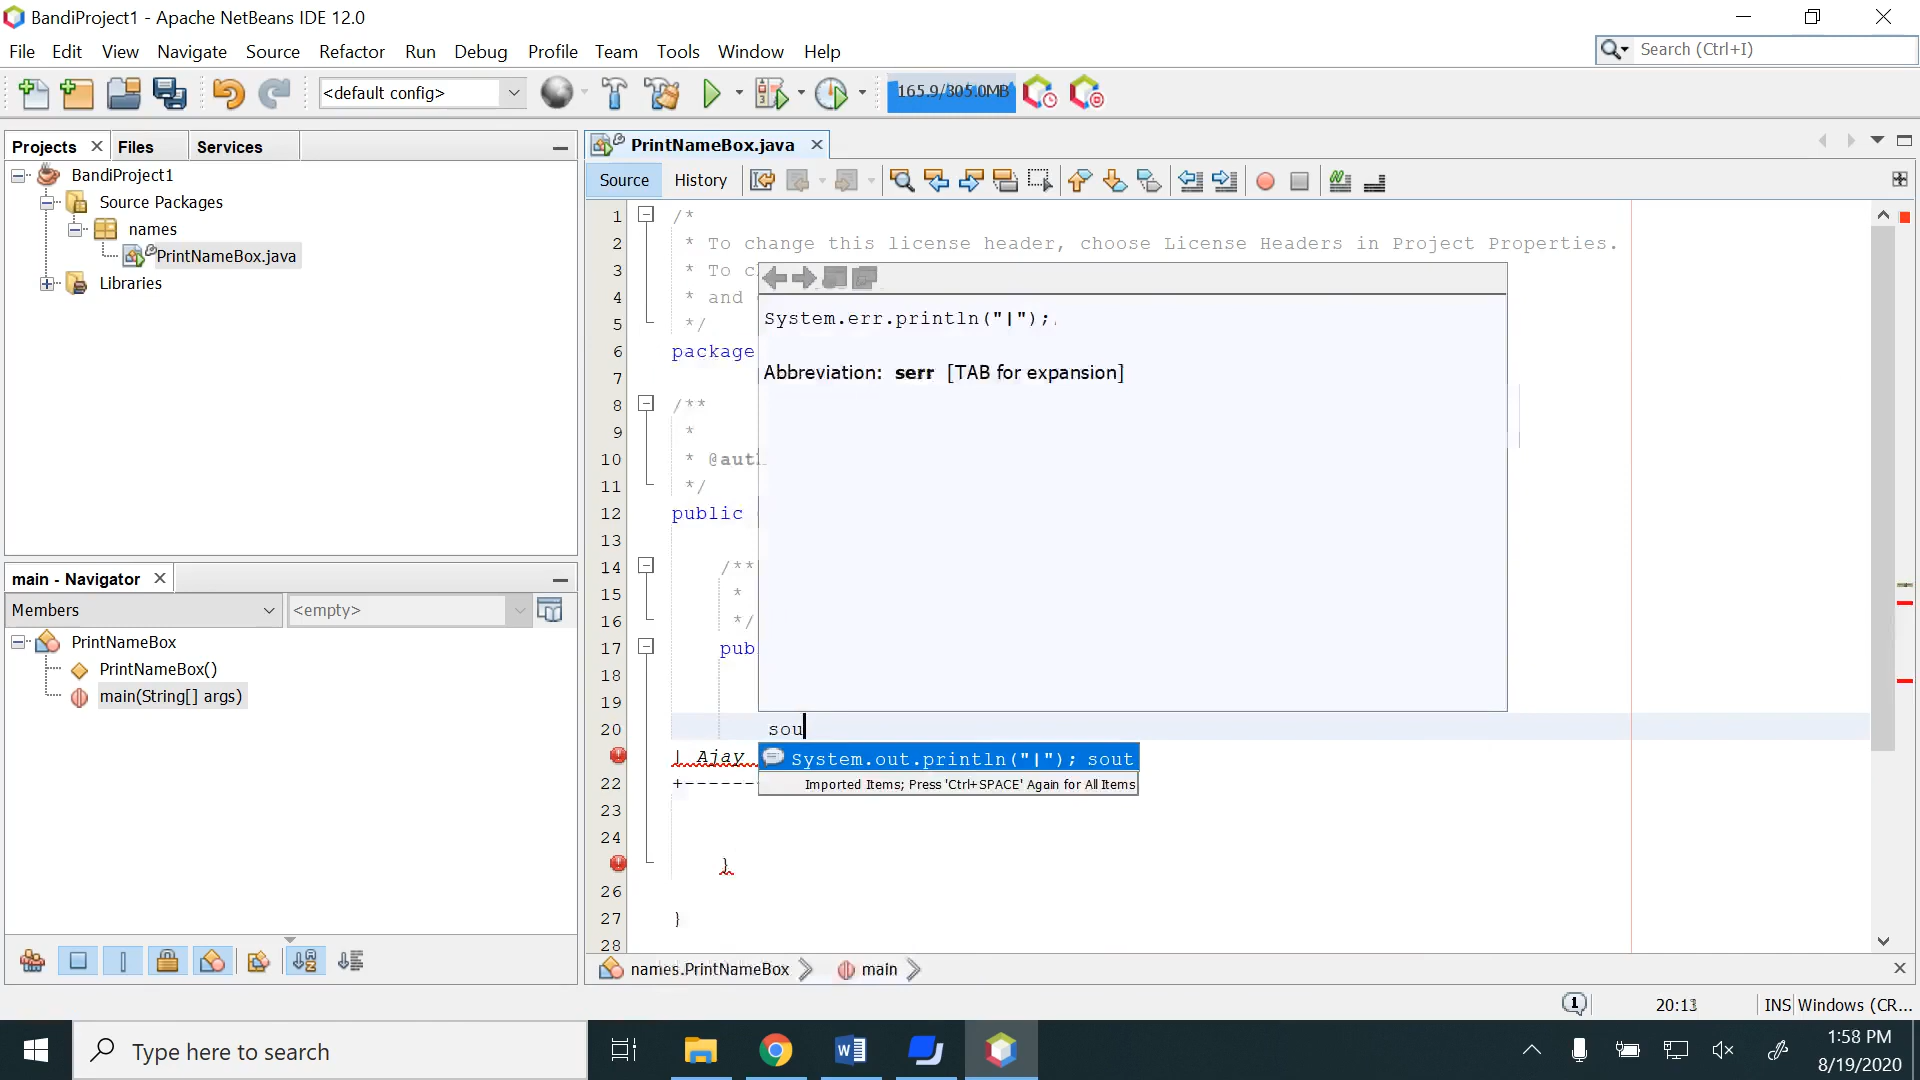 BandiProject1 - Apache NetBeans IDE 12.0
File Edit View Navigate Source Refactor Run Debug Profile Team Tools Window Help
Search (Ctrl+I)
<default config>
165.9/305.0MB
Projects Files Services
BandiProject1
Source Packages
names
PrintNameBox.java
Libraries
main - Navigator
Members <empty>
PrintNameBox
PrintNameBox()
main(String[] args)
PrintNameBox.java
Source History
1 /*
2 * To change this license header, choose License Headers in Project Properties.
3 * To c
4 * and
5 */
6 package
7
8 /**
9 *
10 * @aut
11 */
12 public
13
14 /**
15 *
16 */
17 pub
18
19
20 sou
| Ajay
22 +------
23
24
}
26
27 }
28
System.err.println("|");
Abbreviation: serr [TAB for expansion]
System.out.println("|"); sout
Imported Items; Press 'Ctrl+SPACE' Again for All Items
names.PrintNameBox main
1 20:13 INS Windows (CR...
Type here to search
1:58 PM
8/19/2020